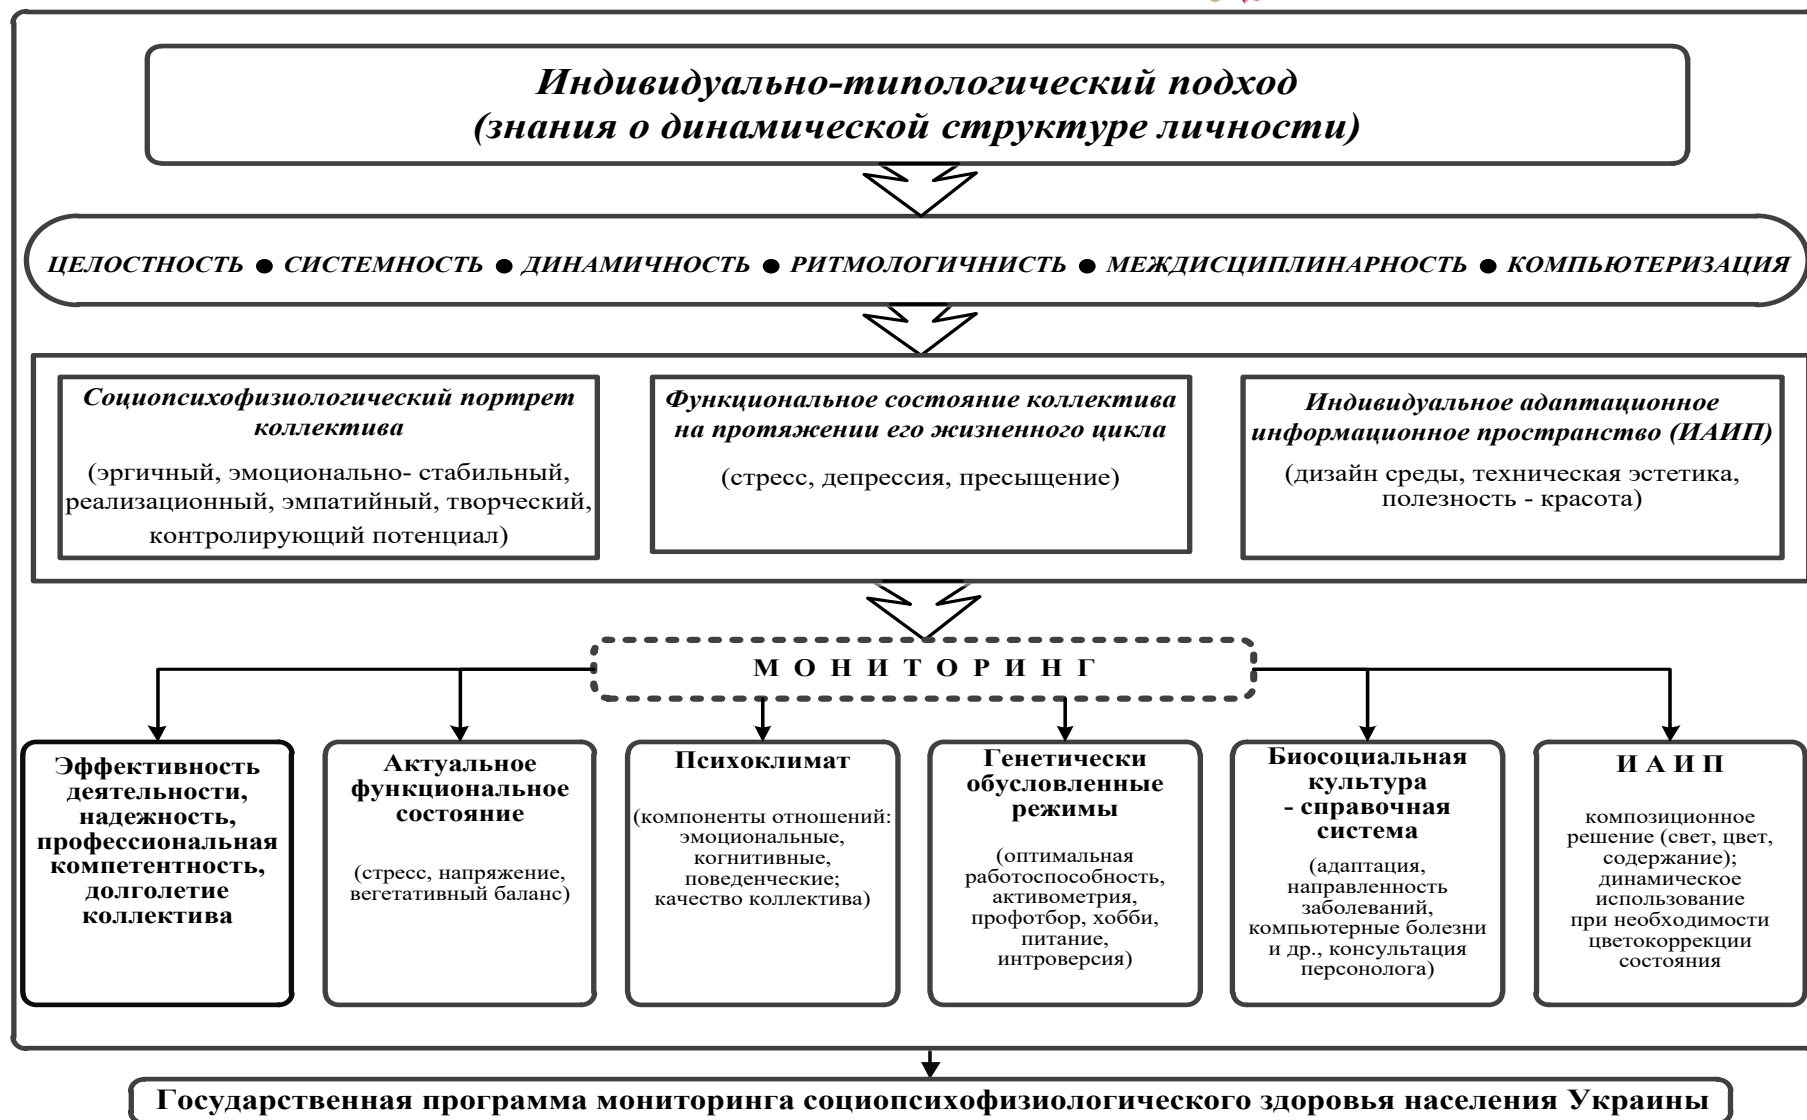 Индивидуально-типологический подход
(знания о динамической структуре личности)
ЦЕЛОСТНОСТЬ ● СИСТЕМНОСТЬ ● ДИНАМИЧНОСТЬ ● РИТМОЛОГИЧНИСТЬ ● МЕЖДИСЦИПЛИНАРНОСТЬ ● КОМПЬЮТЕРИЗАЦИЯ
Социопсихофизиологический портрет
коллектива
(эргичный, эмоционально- стабильный,
реализационный, эмпатийный, творческий,
контролирующий потенциал)
Функциональное состояние коллектива
на протяжении его жизненного цикла
(стресс, депрессия, пресыщение)
Индивидуальное адаптационное
информационное пространство (ИАИП)
(дизайн среды, техническая эстетика,
полезность - красота)
М О Н И Т О Р И Н Г
Эффективность
деятельности,
надежность,
профессиональная
компетентность,
долголетие
коллектива
Актуальное
функциональное
состояние
(стресс, напряжение,
вегетативный баланс)
Психоклимат
(компоненты отношений:
эмоциональные,
когнитивные,
поведенческие;
качество коллектива)
Генетически
обусловленные
режимы
(оптимальная
работоспособность,
активометрия,
профотбор, хобби,
питание,
интроверсия)
Биосоциальная
культура
- справочная
система
(адаптация,
направленность
заболеваний,
компьютерные болезни
и др., консультация
персонолога)
И А И П
композиционное
решение (свет, цвет,
содержание);
динамическое
использование
при необходимости
цветокоррекции
состояния
Государственная программа мониторинга социопсихофизиологического здоровья населения Украины